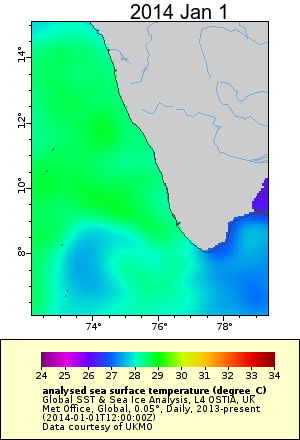 2014 Jan 1
14°
12°
10°
9°
8°
74° 76° 78°
24 25 26 27 28 29 30 31 32 33 34
analysed sea surface temperature (degree_C)
Global SST & Sea Ice Analysis, L4 OSTIA, UK
Met Office, Global, 0.05°, Daily, 2013-present
(2014-01-01T12:00:00Z)
Data courtesy of UKMO